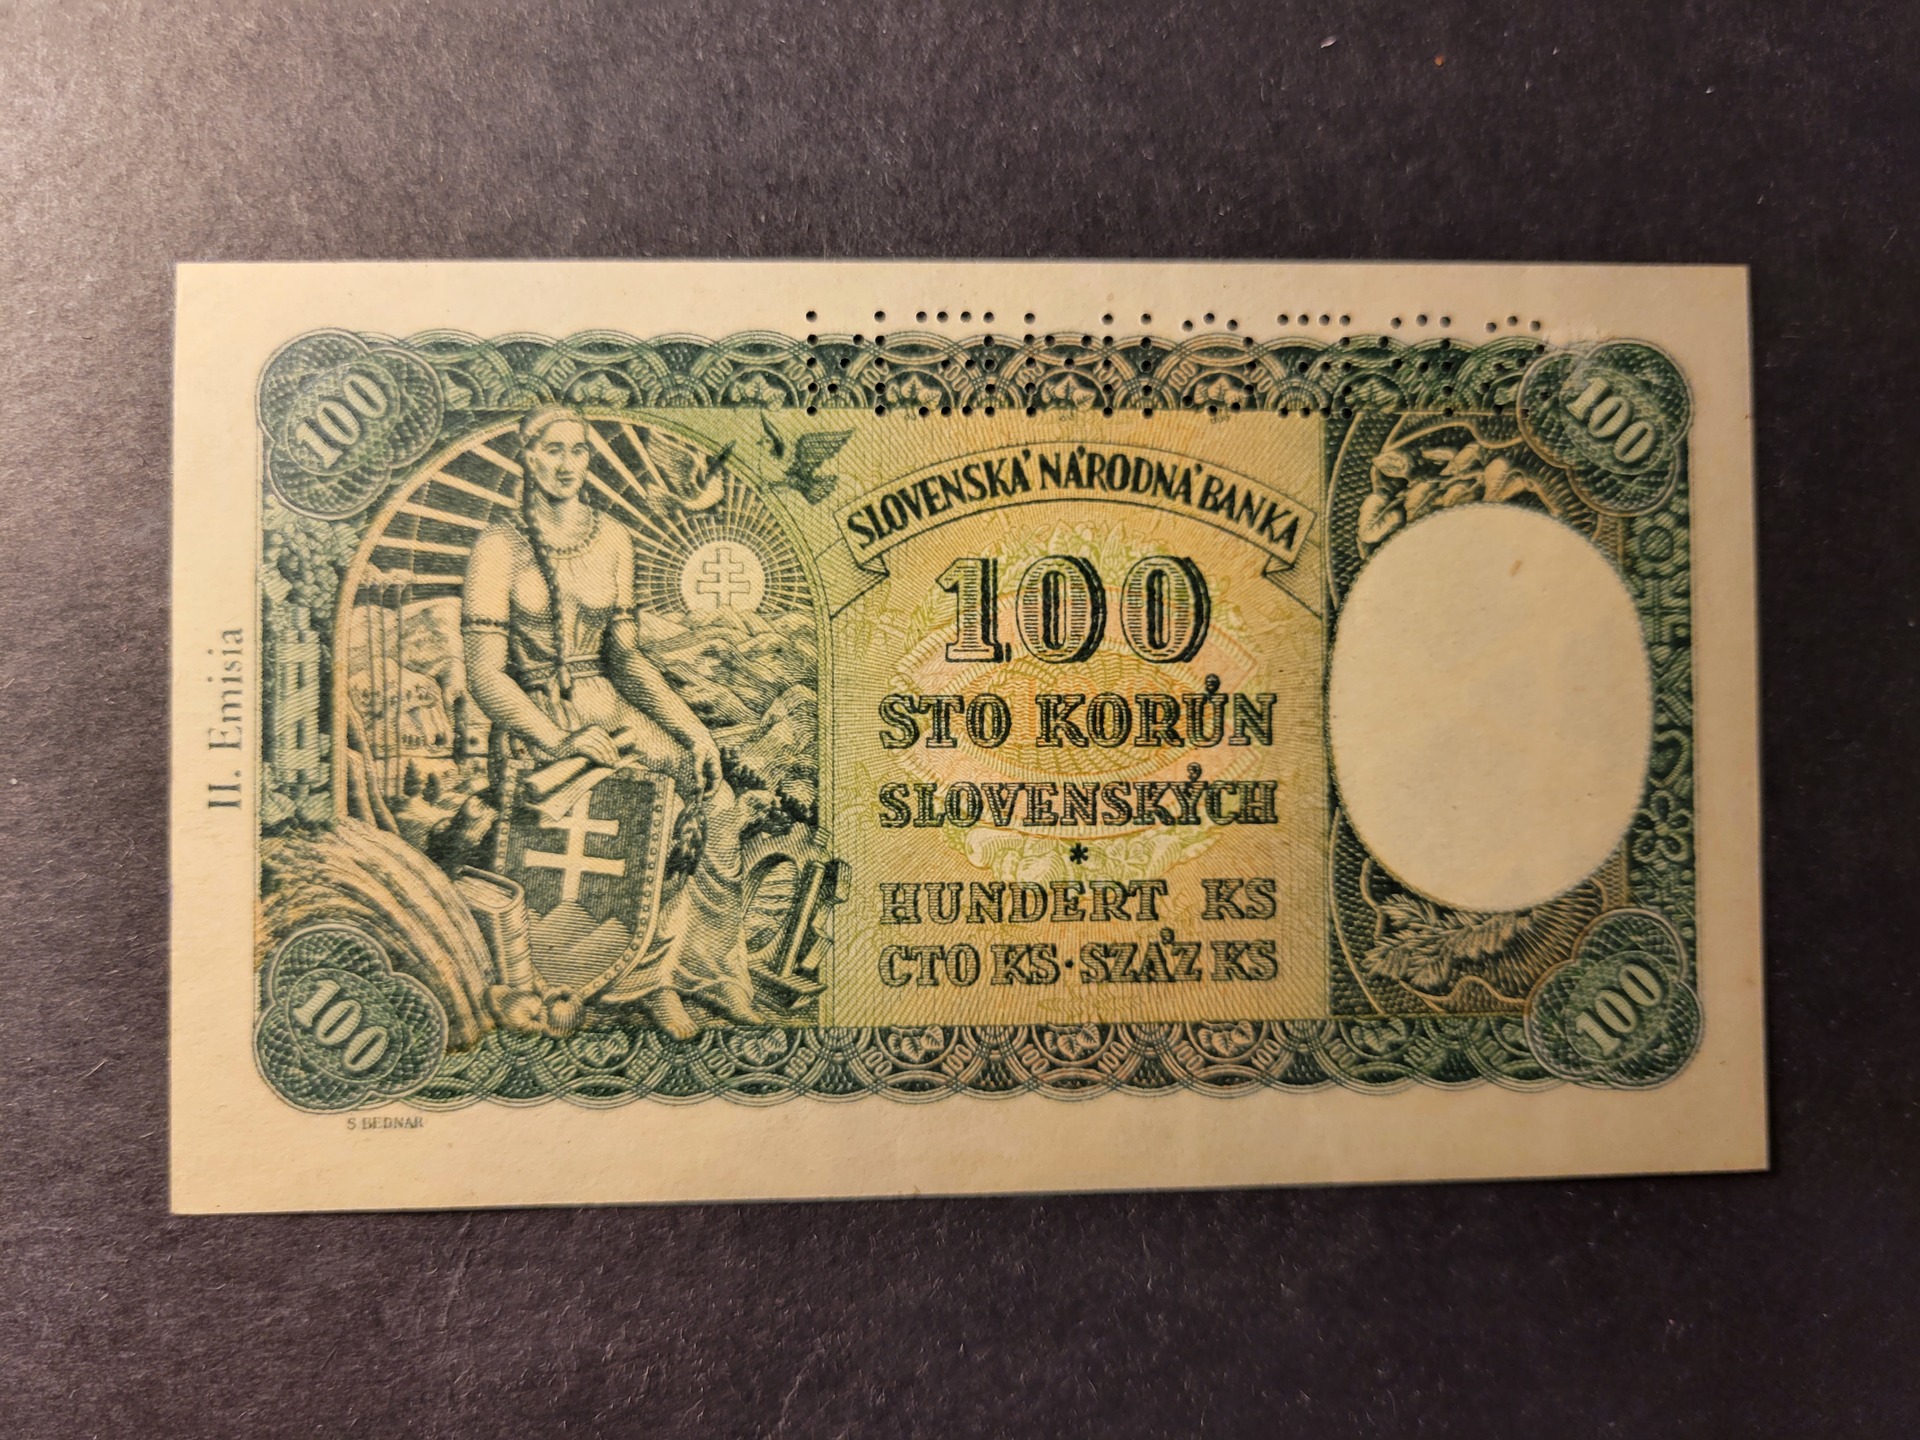 100
100
SLOVENSKÁ NÁRODNÁ BANKA
100
STO KORÚN
SLOVENSKÝCH
*
HUNDERT KS
СТО KS · SZÁZ KS
100
100
II. Emisia
S BEDNAR